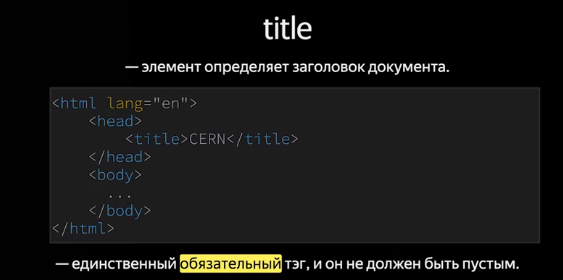 title
— элемент определяет заголовок документа.
<html lang="en">
    <head>
        <title>CERN</title>
    </head>
    <body>
      ...
    </body>
</html>
— единственный обязательный тэг, и он не должен быть пустым.